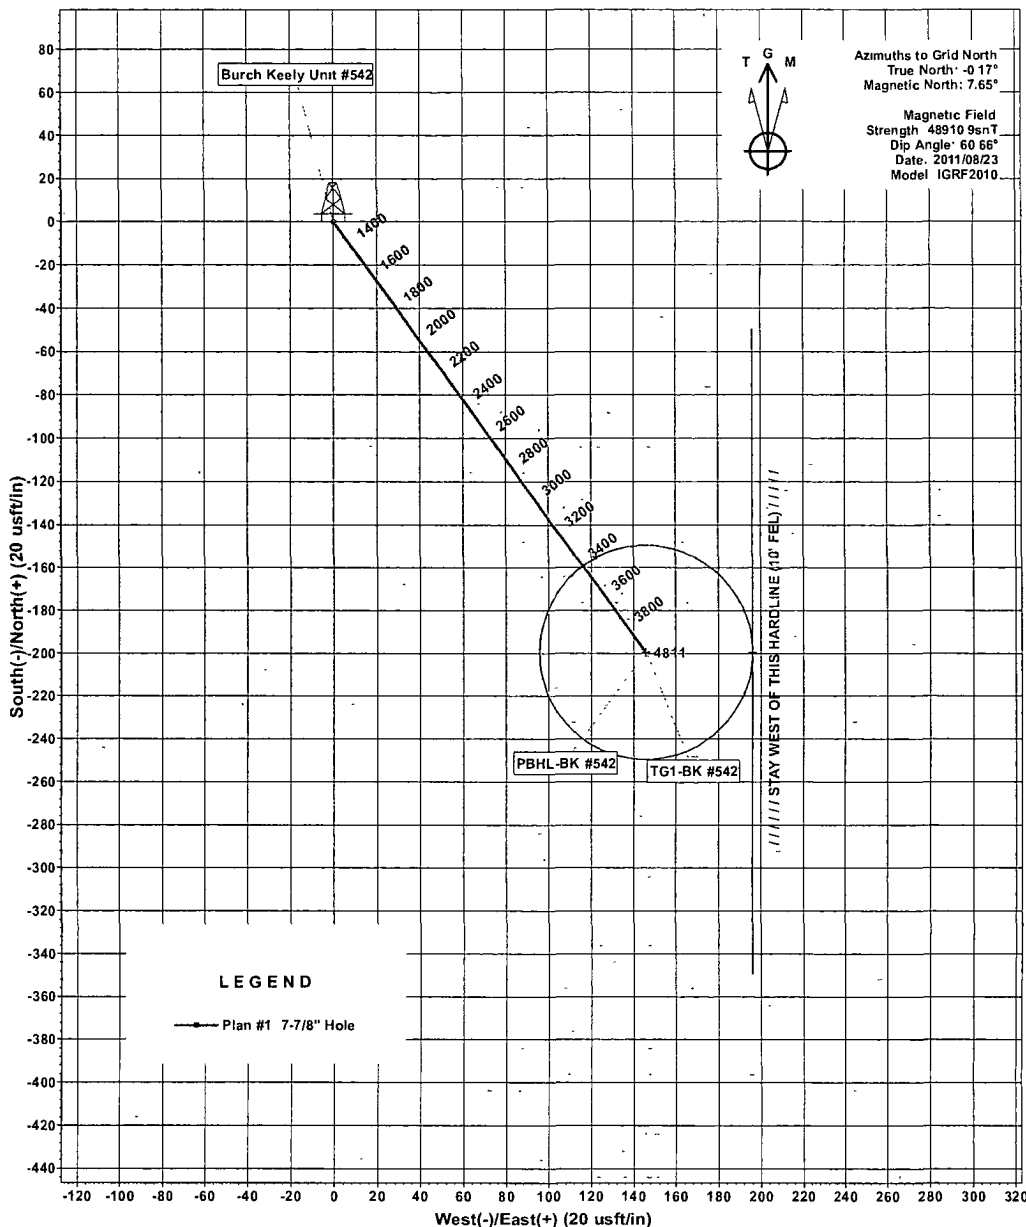 Burch Keely Unit #542
T G M
Azimuths to Grid North
True North· -0 17°
Magnetic North: 7.65°
Magnetic Field
Strength 48910 9snT
Dip Angle· 60 66°
Date. 2011/08/23
Model IGRF2010
80
60
40
20
0
-20
-40
-60
-80
-100
-120
-140
-160
-180
-200
-220
-240
-260
-280
-300
-320
-340
-360
-380
-400
-420
-440
South(-)/North(+) (20 usft/in)
1400
1600
1800
2000
2200
2400
2600
2800
3000
3200
3400
3600
3800
4811
PBHL-BK #542
TG1-BK #542
/ / / / / / STAY WEST OF THIS HARDLINE (10' FEL) / / / / /
LEGEND
Plan #1 7-7/8" Hole
-120 -100 -80 -60 -40 -20 0 20 40 60 80 100 120 140 160 180 200 220 240 260 280 300 320
West(-)/East(+) (20 usft/in)